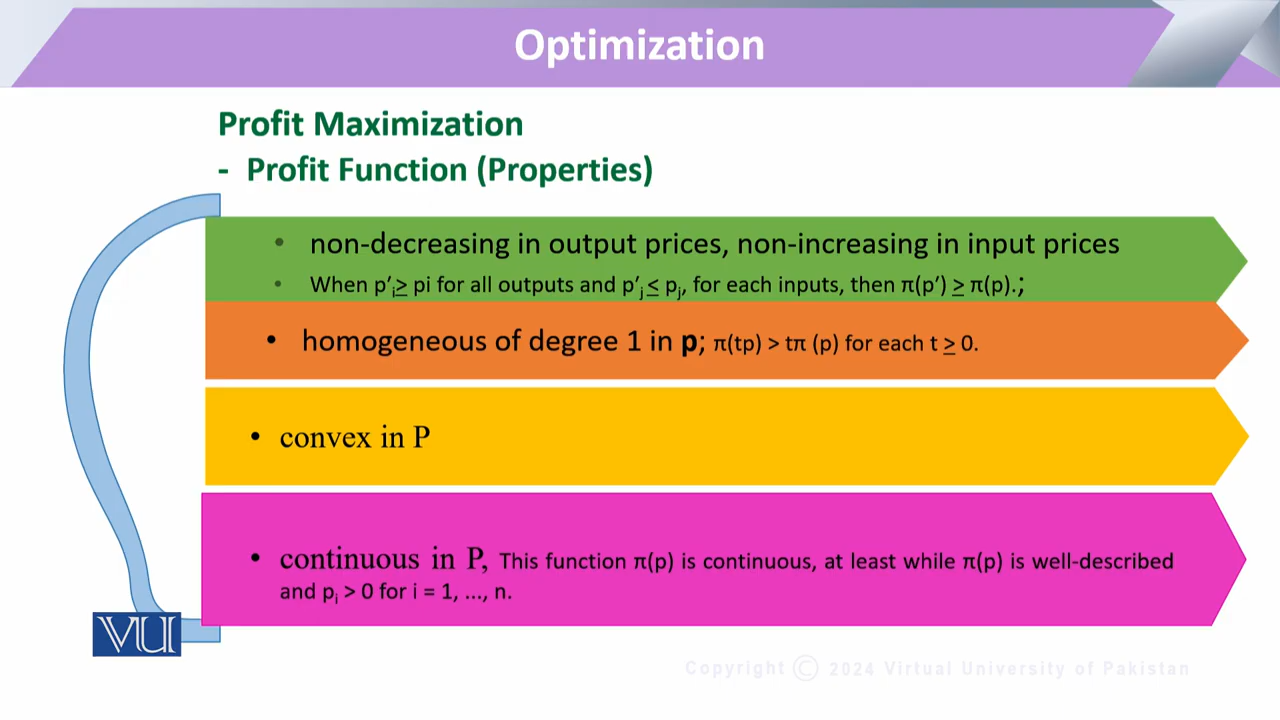 Optimization
Profit Maximization
- Profit Function (Properties)
• non-decreasing in output prices, non-increasing in input prices
• When p′i≥ pi for all outputs and p′j ≤ pj, for each inputs, then π(p′) ≥ π(p).;
• homogeneous of degree 1 in p; π(tp) > tπ (p) for each t ≥ 0.
• convex in P
• continuous in P, This function π(p) is continuous, at least while π(p) is well-described
and pi > 0 for i = 1, ..., n.
VU
Copyright © 2024 Virtual University of Pakistan